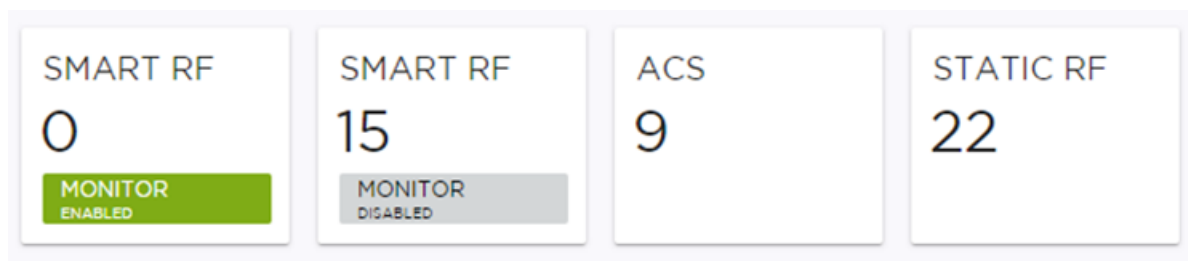 SMART RF
0
MONITOR
ENABLED
SMART RF
15
MONITOR
DISABLED
ACS
9
STATIC RF
22